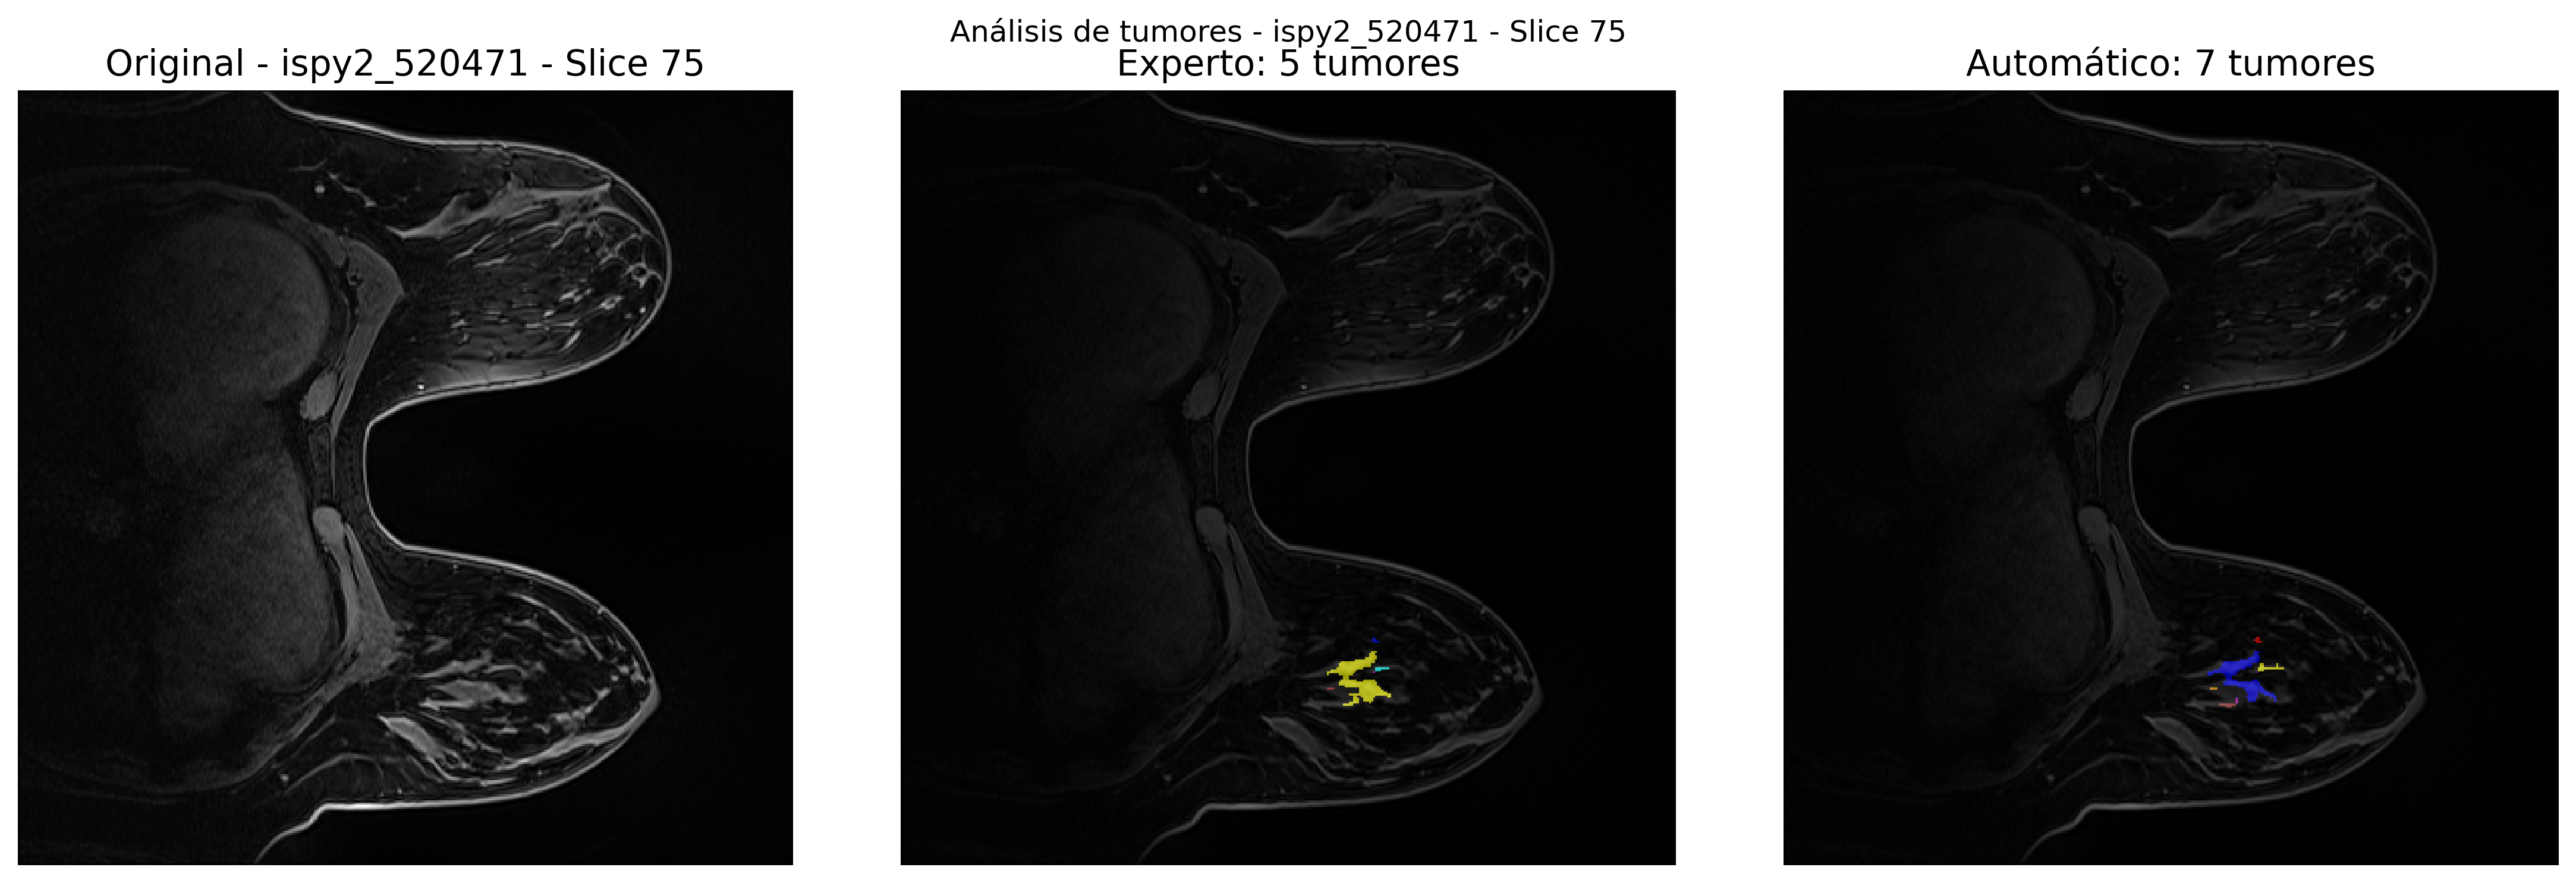 Análisis de tumores - ispy2_520471 - Slice 75
Original - ispy2_520471 - Slice 75
Experto: 5 tumores
Automático: 7 tumores